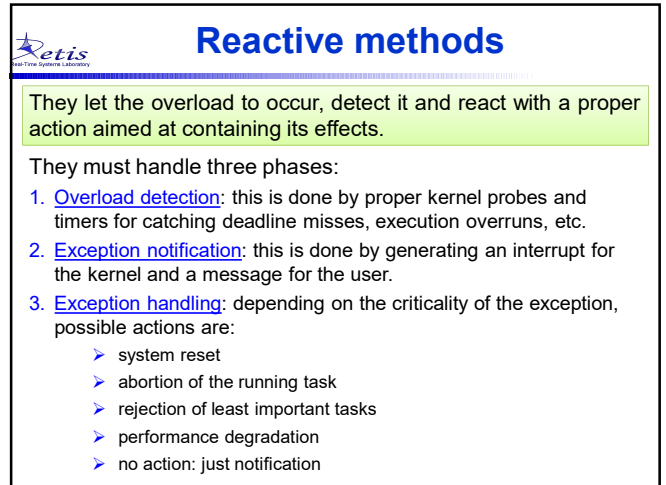 Retis
Real-Time Systems Laboratory
Reactive methods
They let the overload to occur, detect it and react with a proper
action aimed at containing its effects.
They must handle three phases:
1. Overload detection: this is done by proper kernel probes and
timers for catching deadline misses, execution overruns, etc.
2. Exception notification: this is done by generating an interrupt for
the kernel and a message for the user.
3. Exception handling: depending on the criticality of the exception,
possible actions are:
➢ system reset
➢ abortion of the running task
➢ rejection of least important tasks
➢ performance degradation
➢ no action: just notification